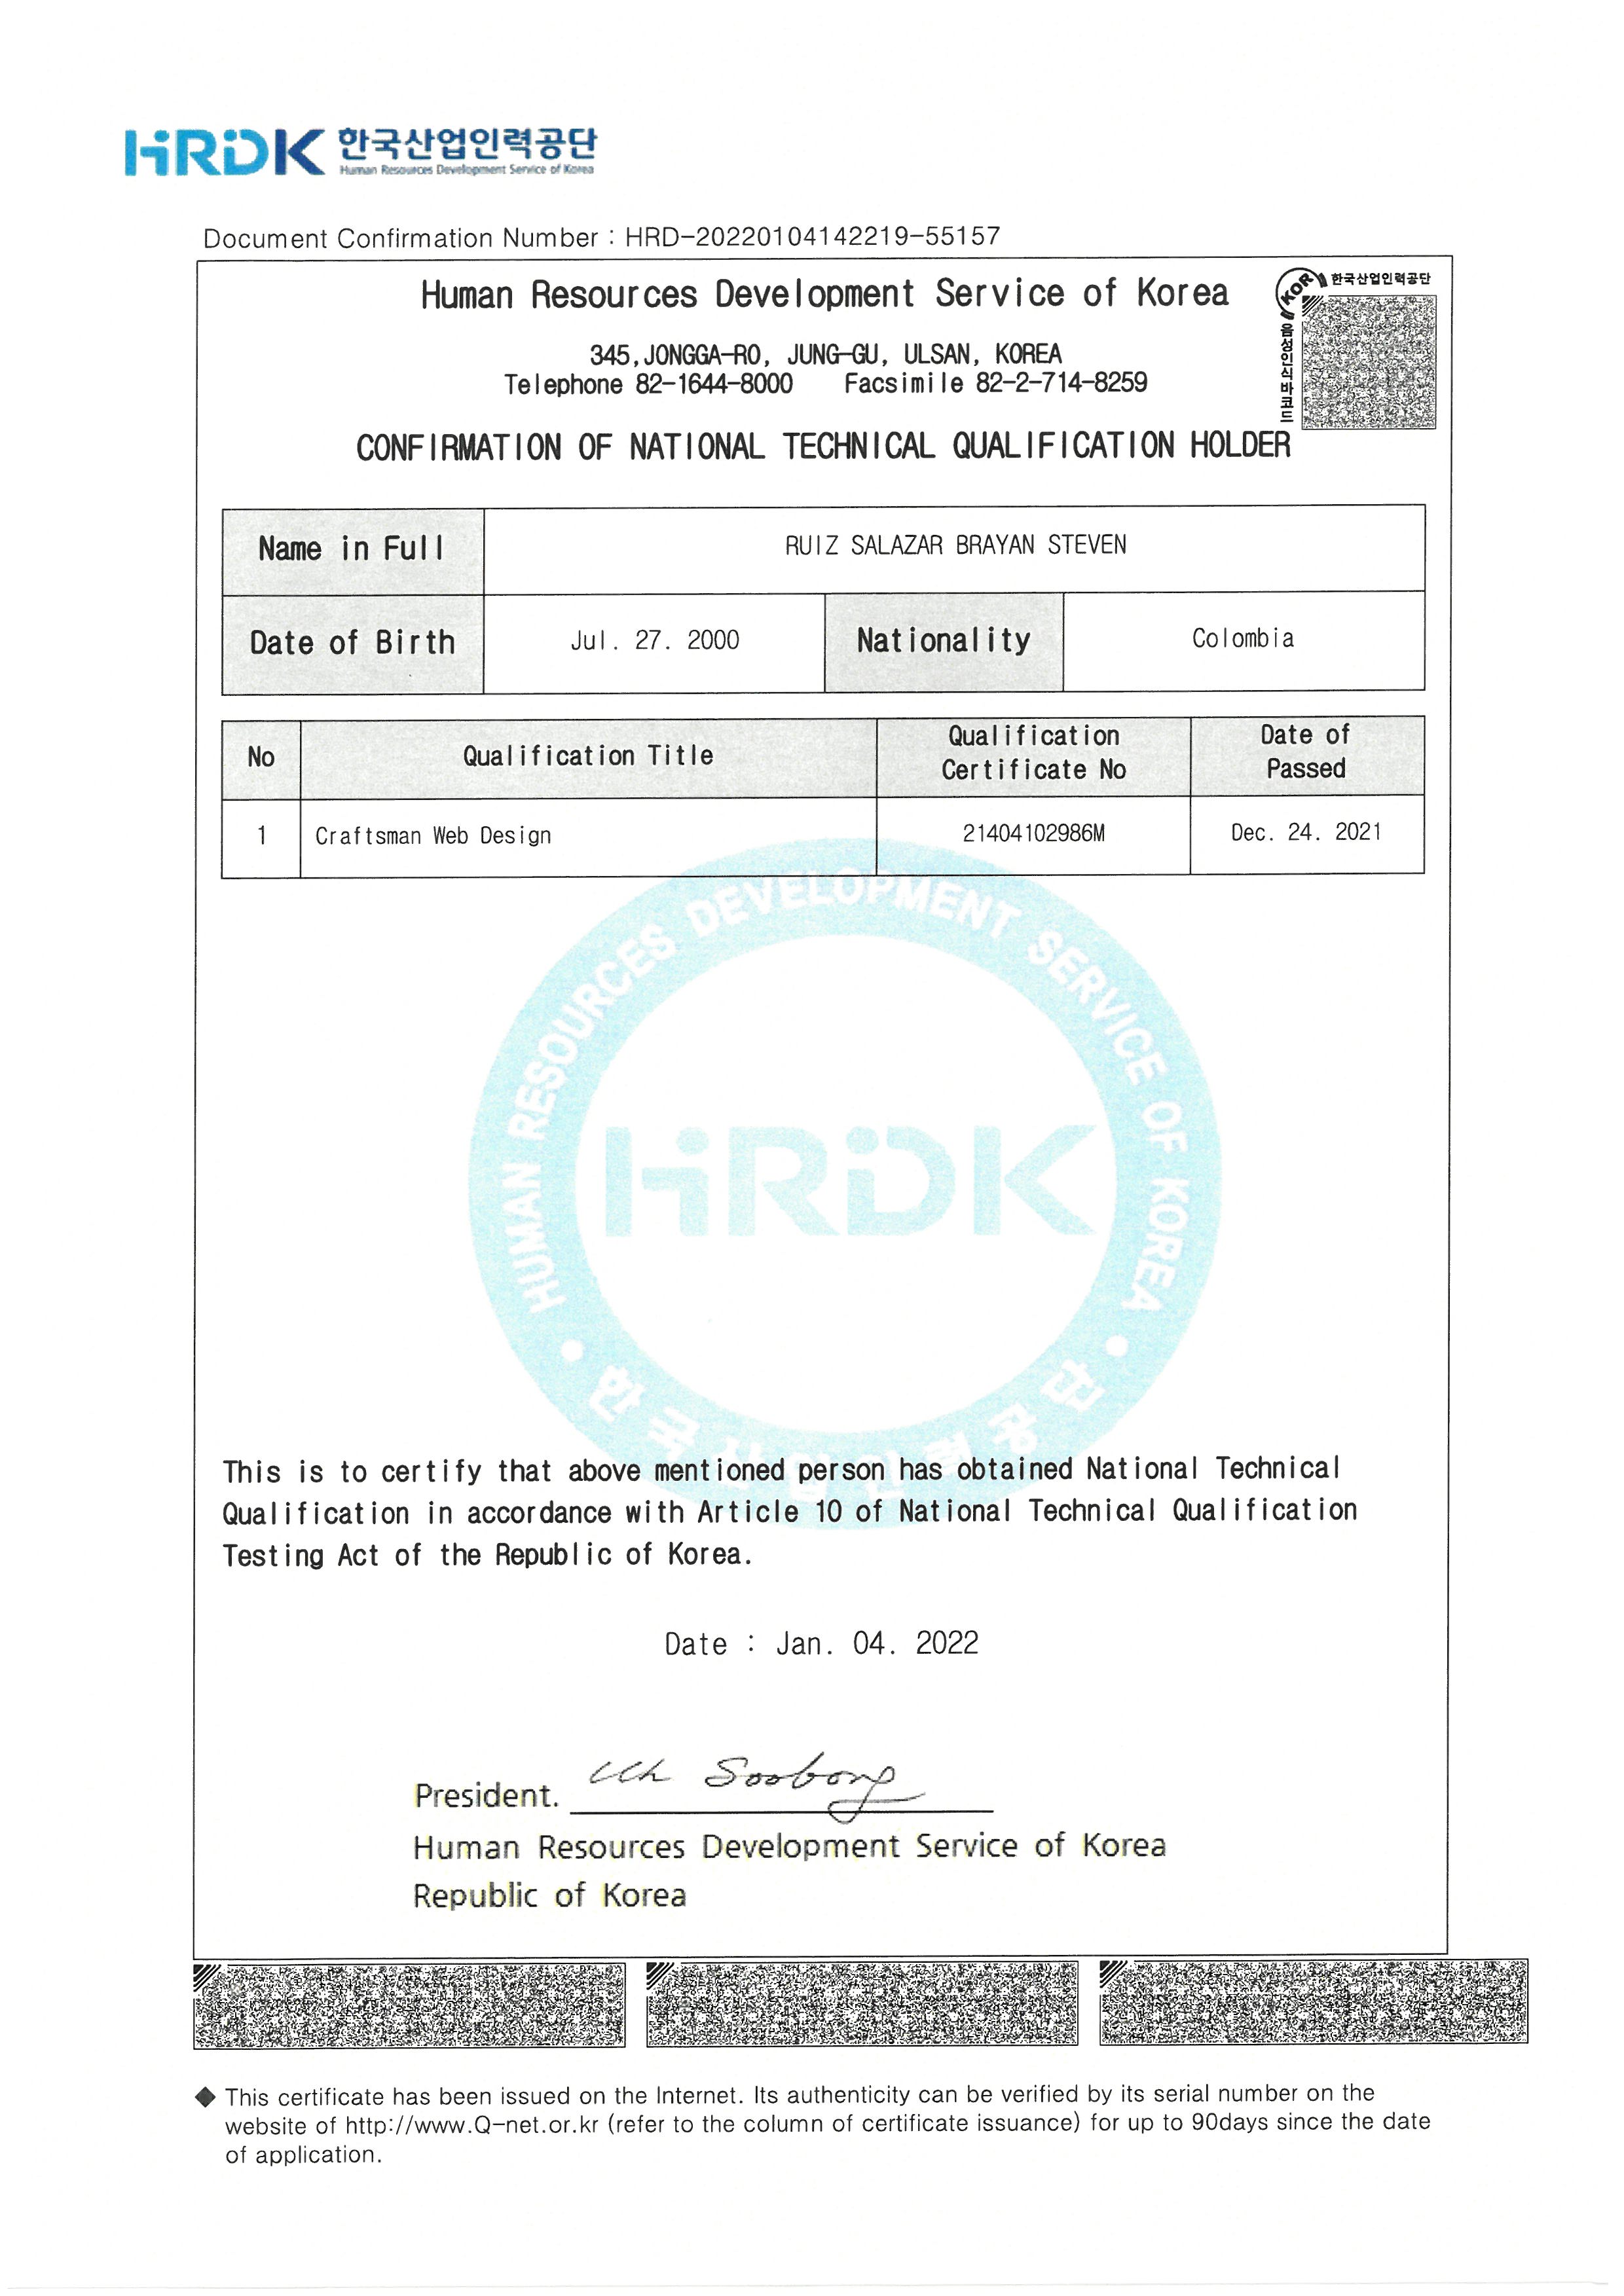 HRDK 한국산업인력공단
Human Resources Development Service of Korea
Document Confirmation Number : HRD-20220104142219-55157
Human Resources Development Service of Korea
한국산업인력공단
KOR
음성인식바코드
345,JONGGA-RO, JUNG-GU, ULSAN, KOREA
Telephone 82-1644-8000 Facsimile 82-2-714-8259
CONFIRMATION OF NATIONAL TECHNICAL QUALIFICATION HOLDER
Name in Full RUIZ SALAZAR BRAYAN STEVEN
Date of Birth Jul. 27. 2000 Nationality Colombia
No Qualification Title Qualification Certificate No Date of Passed
1 Craftsman Web Design 21404102986M Dec. 24. 2021
HUMAN RESOURCES DEVELOPMENT SERVICE OF KOREA
HRDK
한국산업인력공단
This is to certify that above mentioned person has obtained National Technical
Qualification in accordance with Article 10 of National Technical Qualification
Testing Act of the Republic of Korea.
Date : Jan. 04. 2022
President. Uh Soobong
Human Resources Development Service of Korea
Republic of Korea
◆ This certificate has been issued on the Internet. Its authenticity can be verified by its serial number on the
website of http://www.Q-net.or.kr (refer to the column of certificate issuance) for up to 90days since the date
of application.